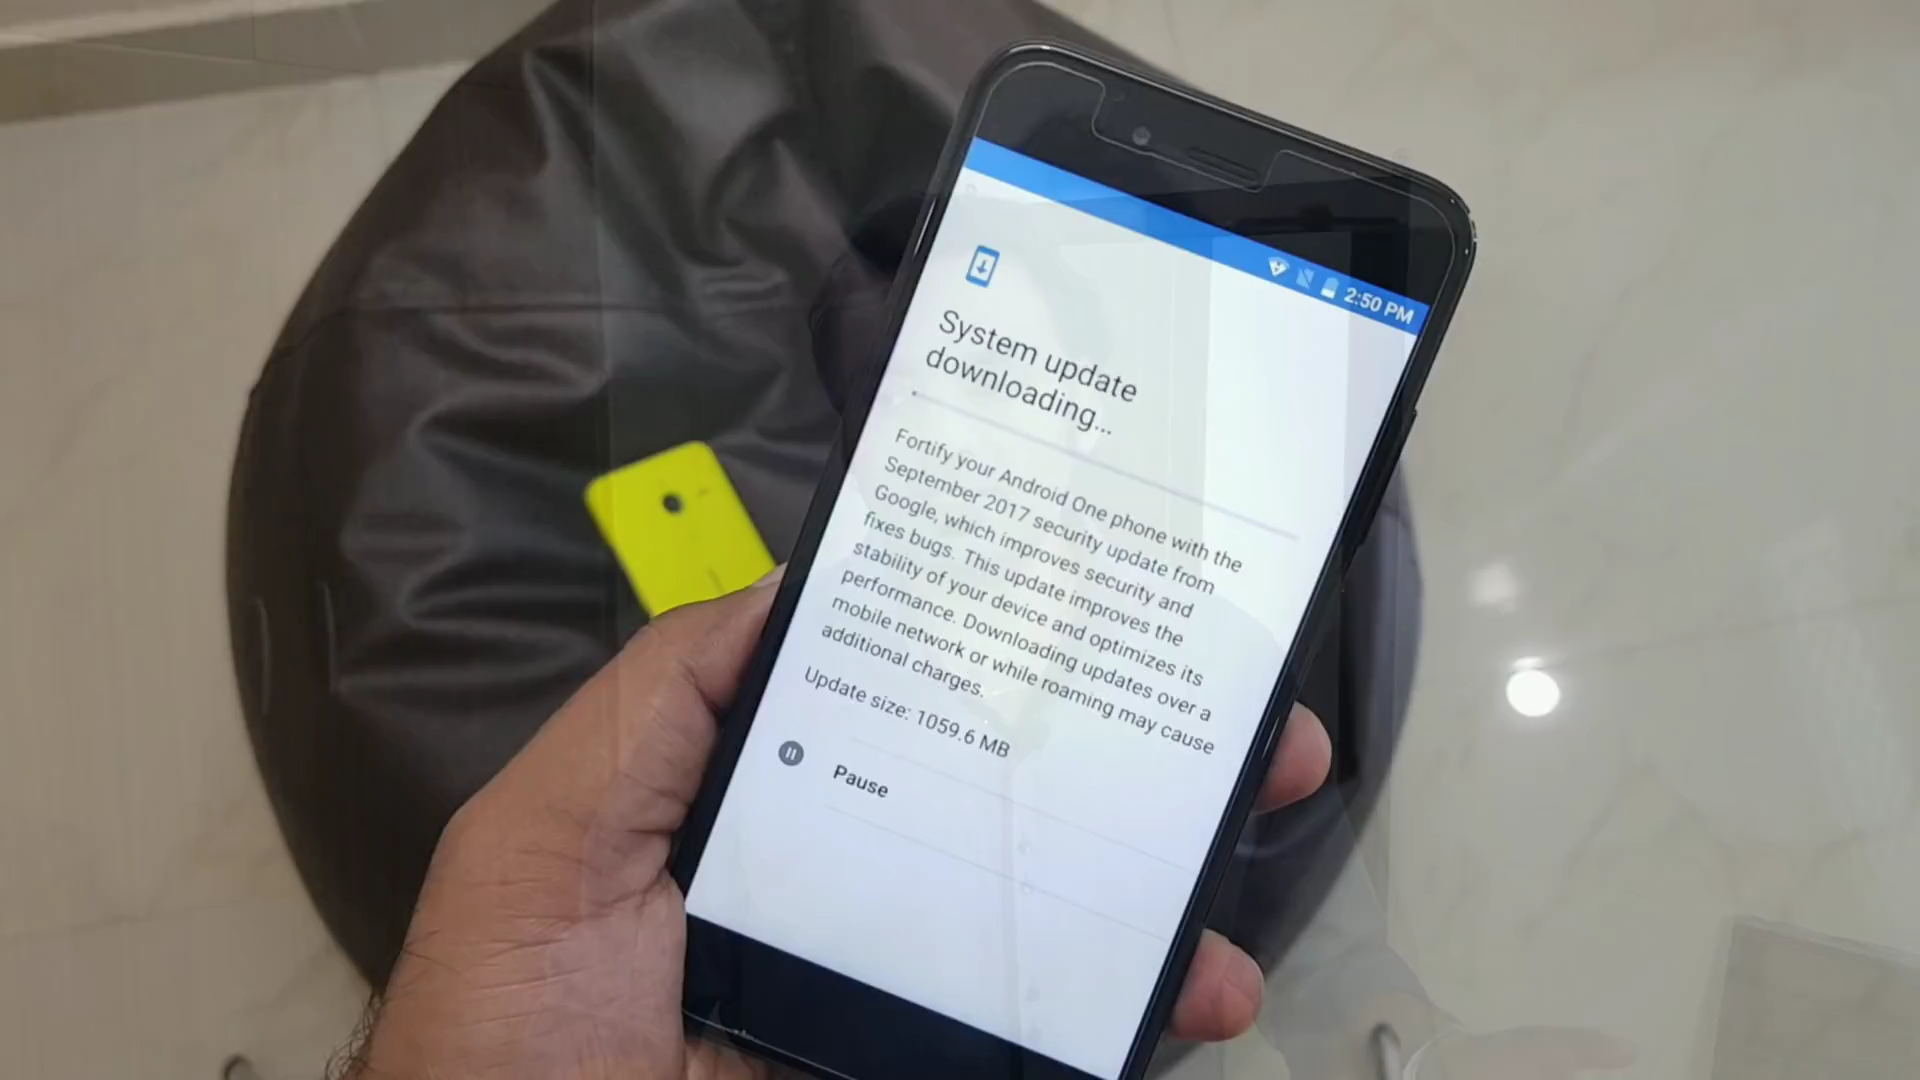 2:50 PM
System update
downloading...
Fortify your Android One phone with the
September 2017 security update from
Google, which improves security and
fixes bugs. This update improves the
stability of your device and optimizes its
performance. Downloading updates over a
mobile network or while roaming may cause
additional charges.
Update size: 1059.6 MB
Pause